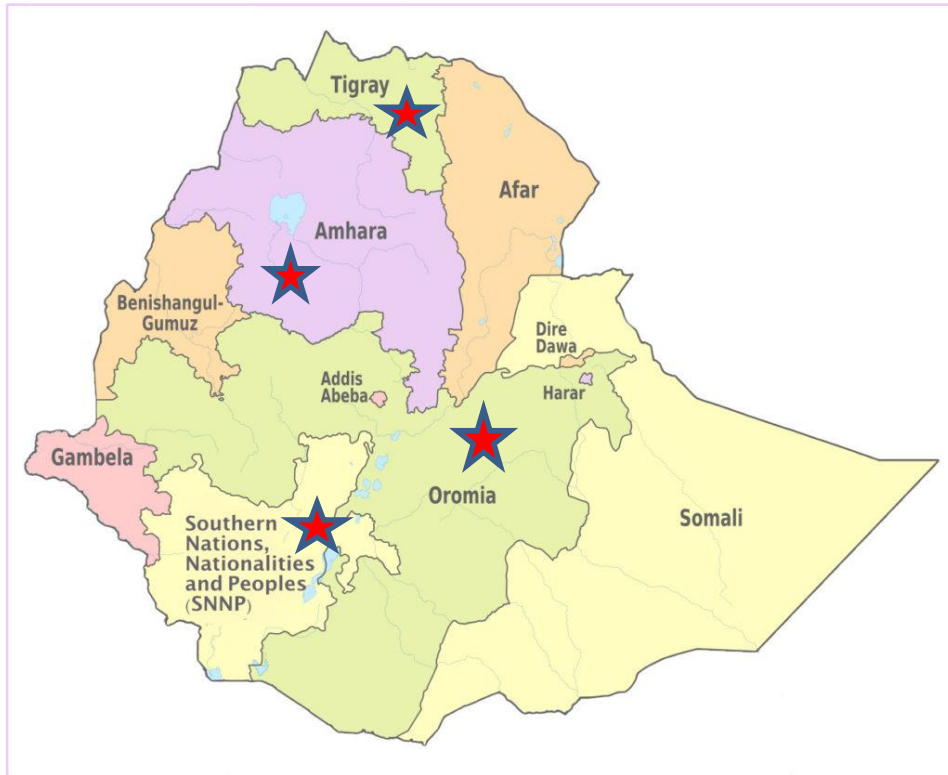 Tigray
Afar
Amhara
Benishangul-
Gumuz
Dire
Dawa
Addis
Abeba
Harar
Gambela
Oromia
Somali
Southern
Nations,
Nationalities
and Peoples
(SNNP)